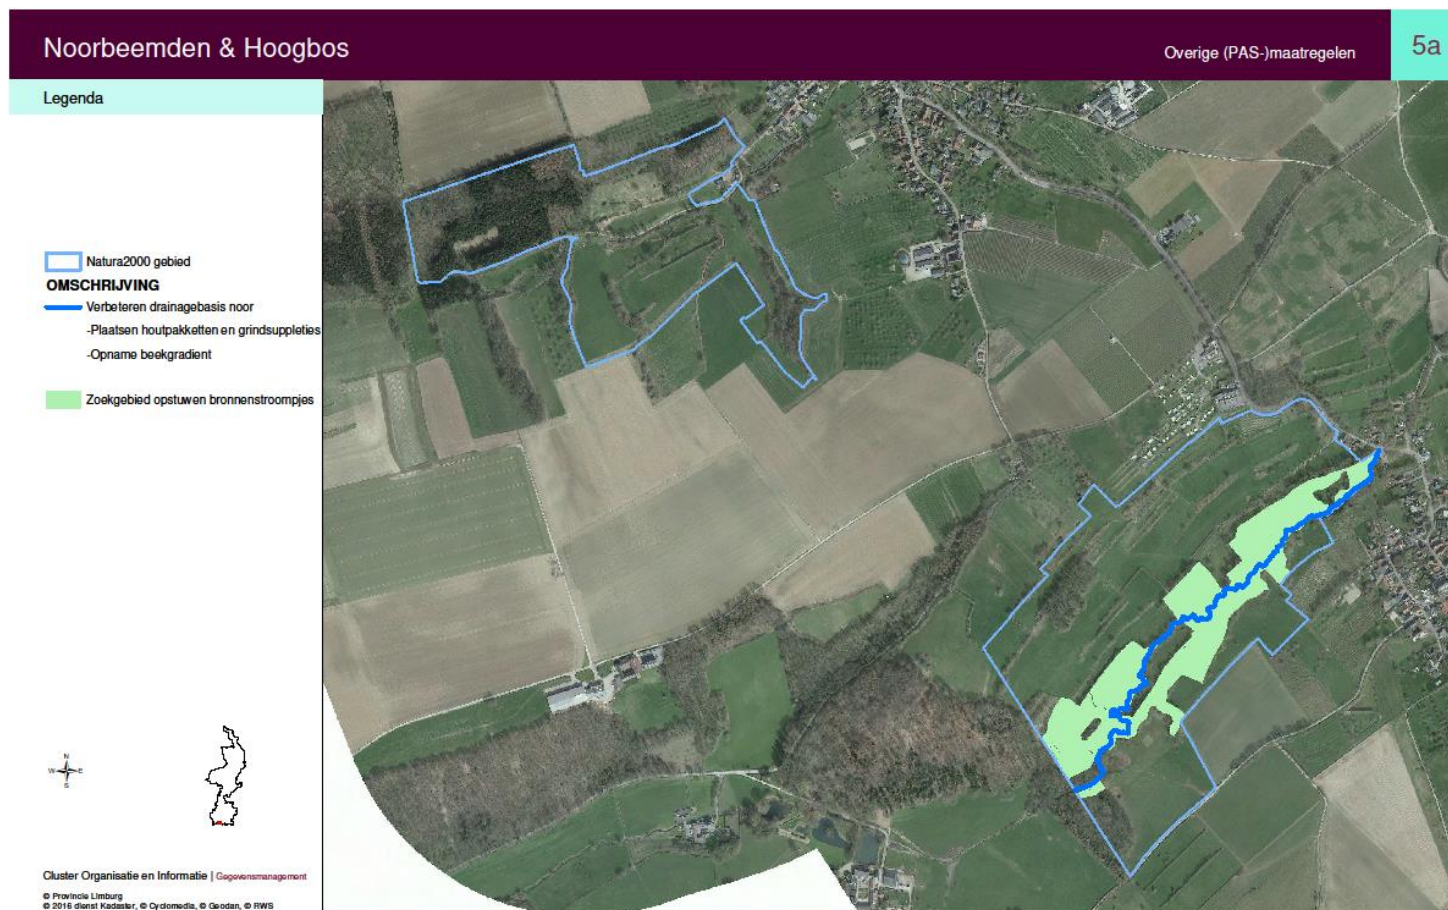 Noorbeemden & Hoogbos
Overige (PAS-)maatregelen
5a
Legenda
Natura2000 gebied
OMSCHRIJVING
Verbeteren drainagebasis noor
-Plaatsen houtpakketten en grindsuppleties
-Opname beekgradient
Zoekgebied opstuwen bronnenstroompjes
N
W E
S
Cluster Organisatie en Informatie | Gegevensmanagement
© Provincie Limburg
© 2016 dienst Kadaster, © Cyclomedia, © Geodan, © RWS